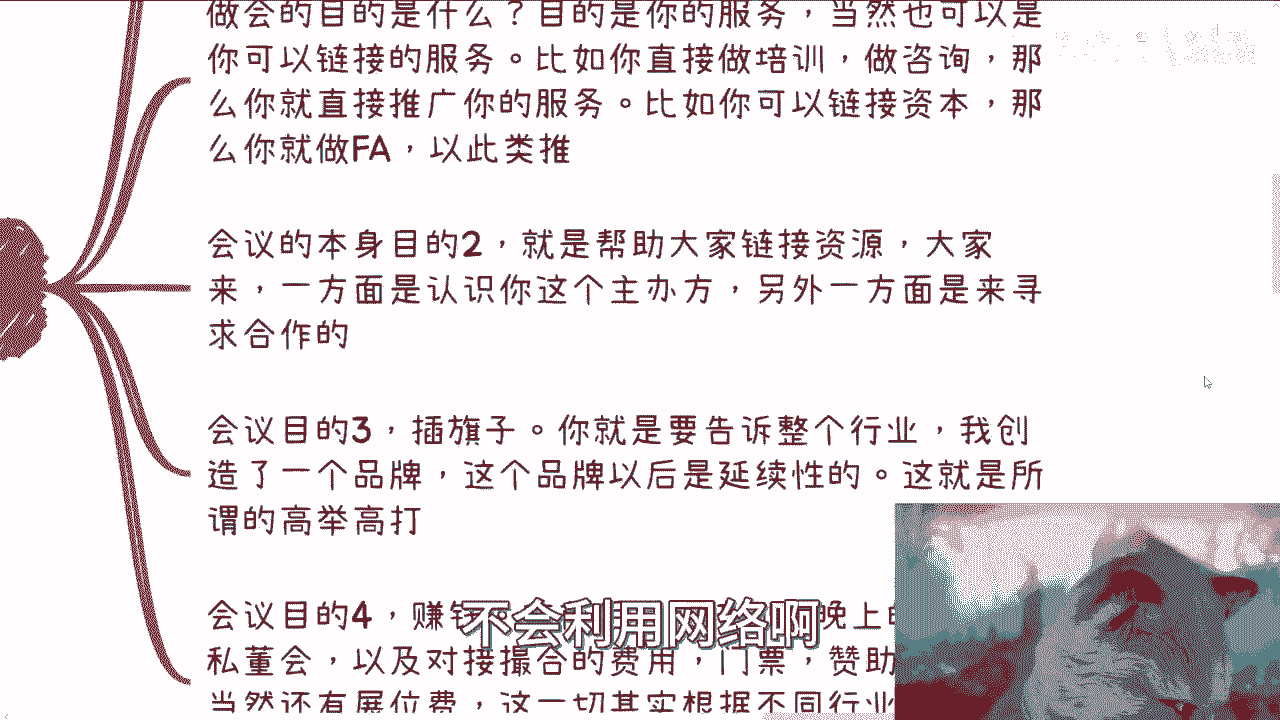 做会的目的是什么？目的是你的服务，当然也可以是
你可以链接的服务。比如你直接做培训，做咨询，那
么你就直接推广你的服务。比如你可以链接资本，那
么你就做FA，以此类推
会议的本身目的2，就是帮助大家链接资源，大家
来，一方面是认识你这个主办方，另外一方面是来寻
求合作的
会议目的3，插旗子。你就是要告诉整个行业，我创
造了一个品牌，这个品牌以后是延续性的。这就是所
谓的高举高打
会议目的4，赚 晚上
不会利用网络啊
私董会，以及对接撮合的费用，门票，赞助
当然还有展位费，这一切其实根据不同行业